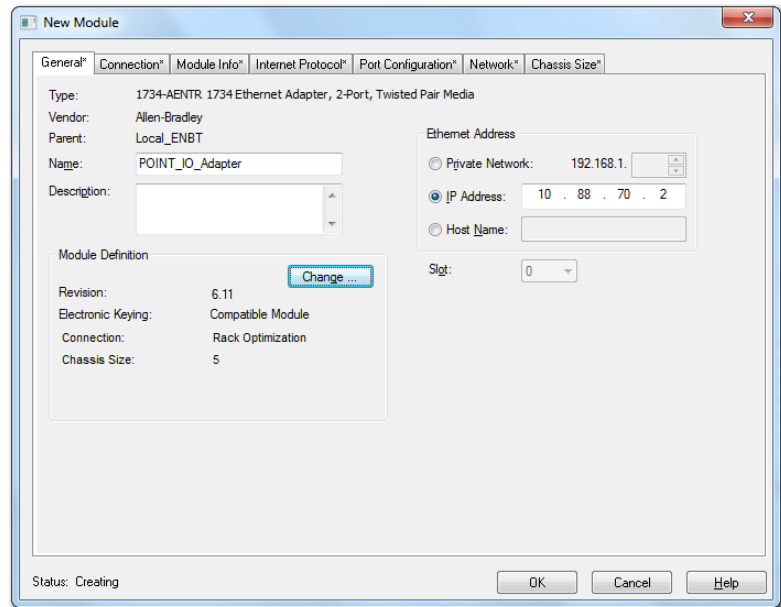 New Module
General* Connection* Module Info* Internet Protocol* Port Configuration* Network* Chassis Size*
Type: 1734-AENTR 1734 Ethernet Adapter, 2-Port, Twisted Pair Media
Vendor: Allen-Bradley
Parent: Local_ENBT
Name: POINT_IO_Adapter
Description:
Ethernet Address
Private Network: 192.168.1.
IP Address: 10 . 88 . 70 . 2
Host Name:
Slot: 0
Module Definition
Change ...
Revision: 6.11
Electronic Keying: Compatible Module
Connection: Rack Optimization
Chassis Size: 5
Status: Creating
OK Cancel Help